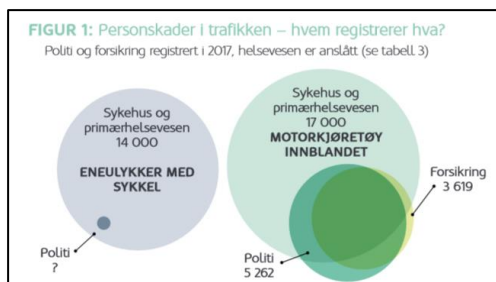 FIGUR 1: Personskader i trafikken – hvem registrerer hva?
Politi og forsikring registrert i 2017, helsevesen er anslått (se tabell 3)
Sykehus og
primærhelsevesen
14 000
ENEULYKKER MED
SYKKEL
Politi
?
Sykehus og
primærhelsevesen
17 000
MOTORKJØRETØY
INNBLANDET
Forsikring
3 619
Politi
5 262